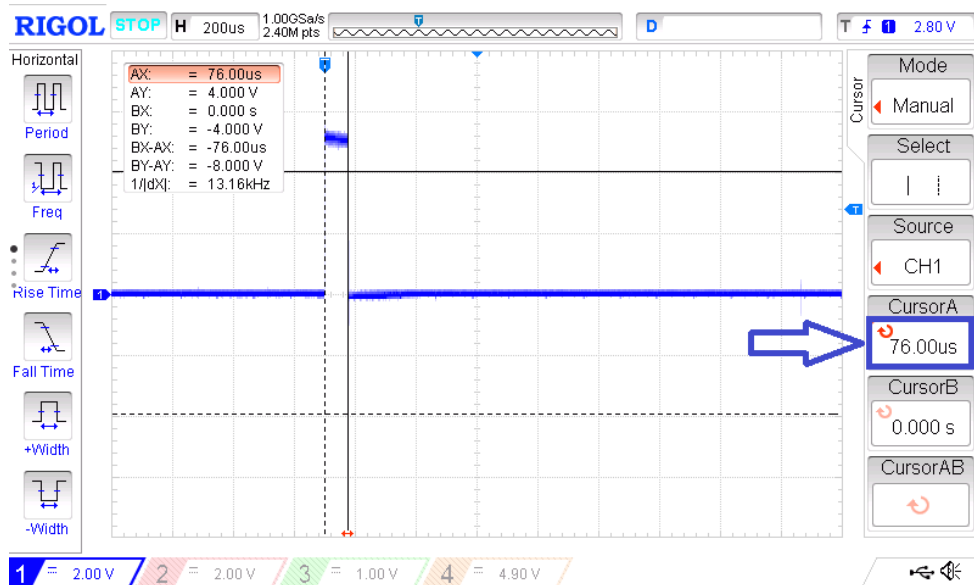 RIGOL STOP H 200us 1.00GSa/s D T 1 2.80 V
2.40M pts
T
Horizontal
Period
Freq
Rise Time
Fall Time
+Width
-Width
AX: = 76.00us
AY: = 4.000 V
BX: = 0.000 s
BY: = -4.000 V
BX-AX: = -76.00us
BY-AY: = -8.000 V
1/|dX|: = 13.16kHz
T
1
T
Cursor
Mode
Manual
Select
Source
CH1
CursorA
76.00us
CursorB
0.000 s
CursorAB
1 = 2.00 V 2 = 2.00 V 3 = 1.00 V 4 = 4.90 V